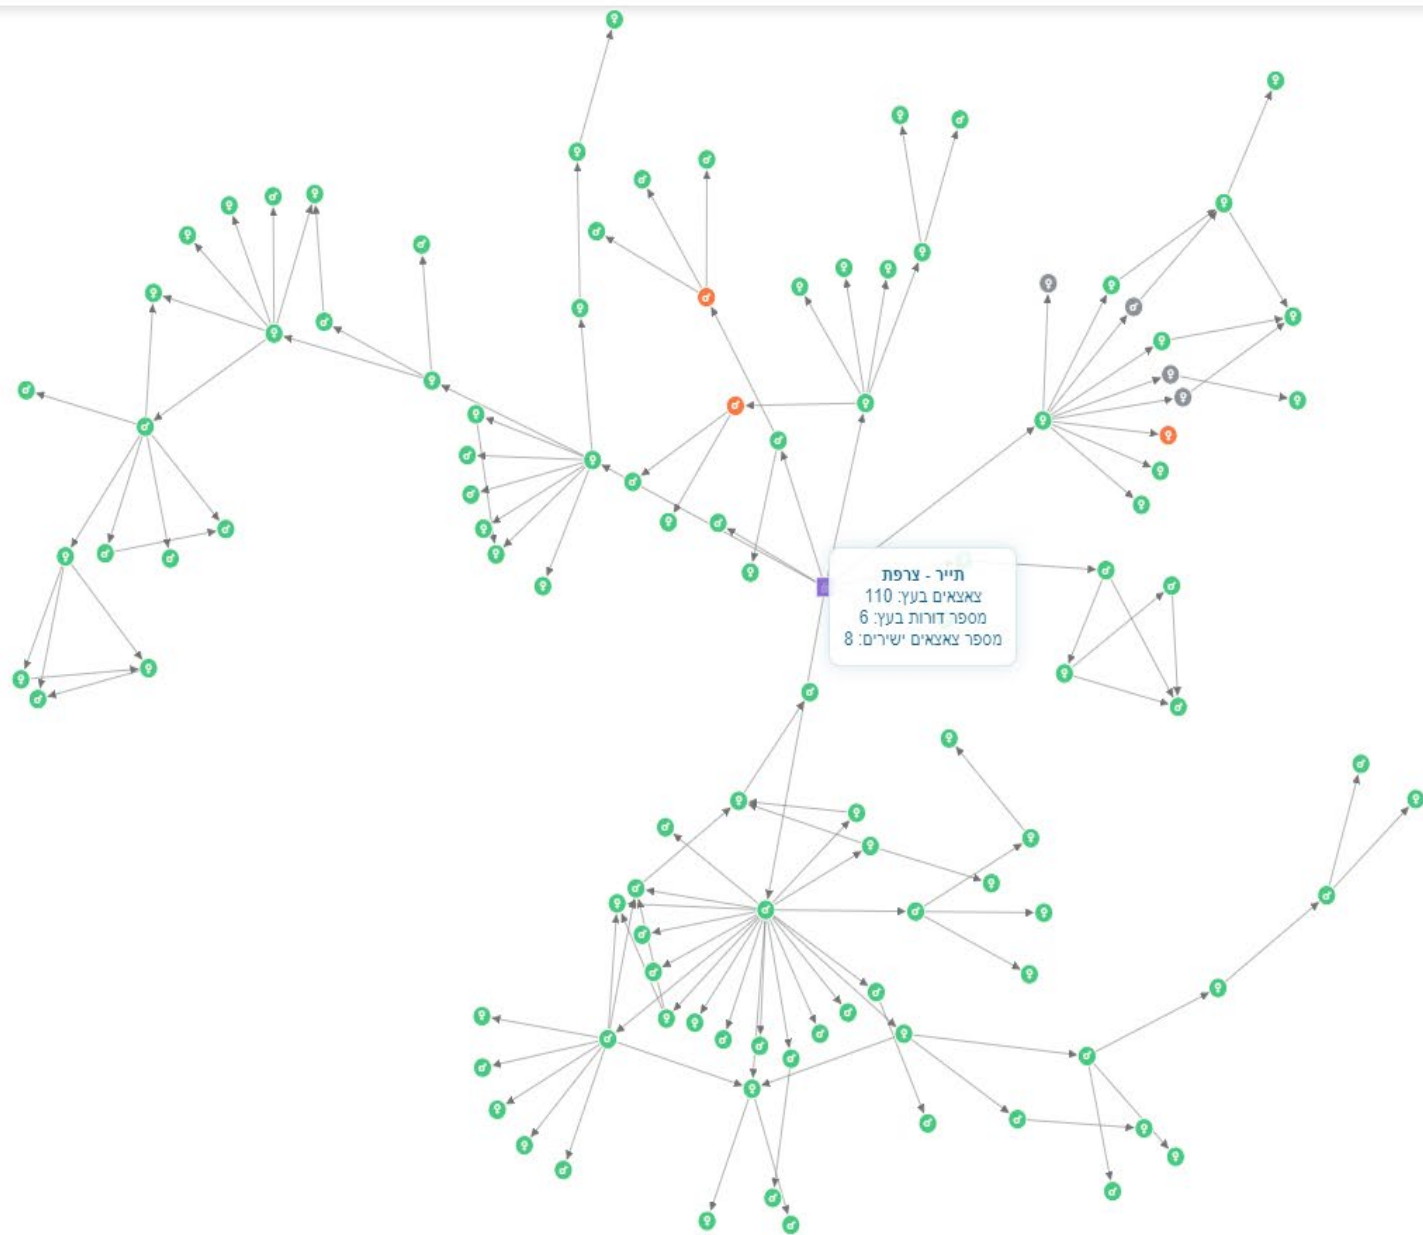 תייר - צרפת
צאצאים בעץ: 110
מספר דורות בעץ: 6
מספר צאצאים ישירים: 8